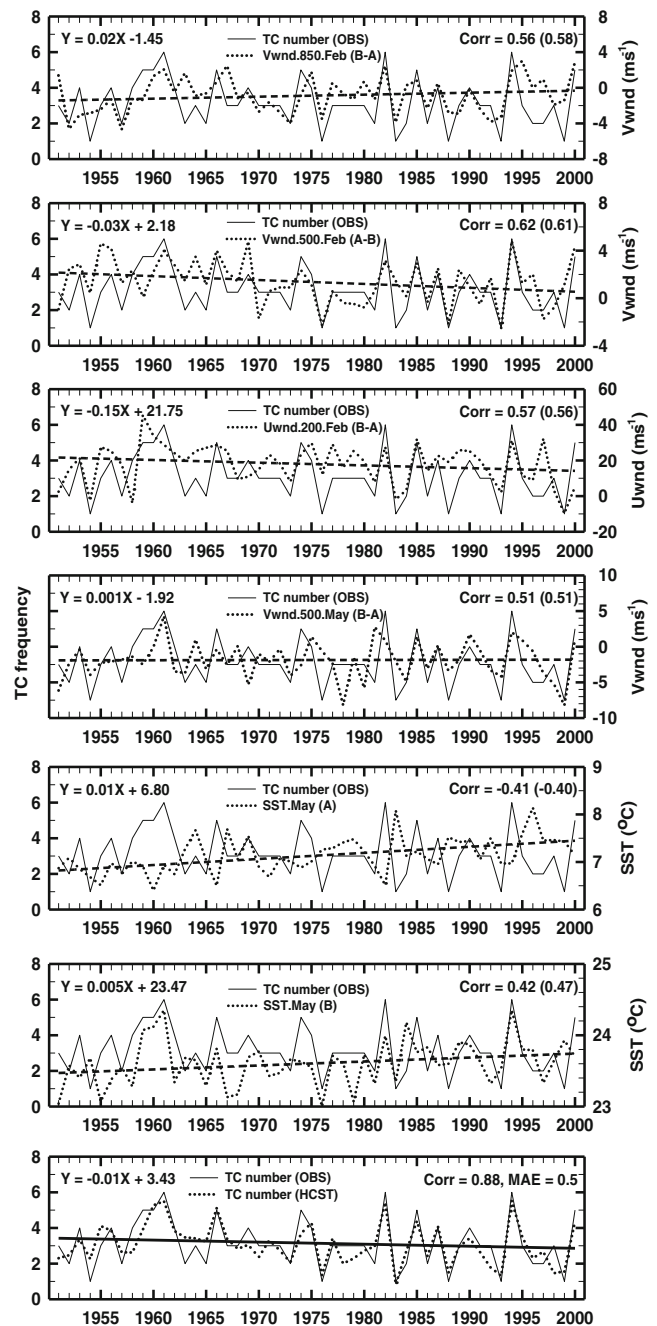 Y = 0.02X -1.45
TC number (OBS)
Vwnd.850.Feb (B-A)
Corr = 0.56 (0.58)
8
6
4
2
0
8
4
0
-4
-8
Vwnd (ms-1)
1955 1960 1965 1970 1975 1980 1985 1990 1995 2000
Y = -0.03X + 2.18
TC number (OBS)
Vwnd.500.Feb (A-B)
Corr = 0.62 (0.61)
8
6
4
2
0
8
4
0
-4
Vwnd (ms-1)
1955 1960 1965 1970 1975 1980 1985 1990 1995 2000
Y = -0.15X + 21.75
TC number (OBS)
Uwnd.200.Feb (B-A)
Corr = 0.57 (0.56)
8
6
4
2
0
60
40
20
0
-20
Uwnd (ms-1)
1955 1960 1965 1970 1975 1980 1985 1990 1995 2000
TC frequency
Y = 0.001X - 1.92
TC number (OBS)
Vwnd.500.May (B-A)
Corr = 0.51 (0.51)
8
6
4
2
0
10
5
0
-5
-10
Vwnd (ms-1)
1955 1960 1965 1970 1975 1980 1985 1990 1995 2000
Y = 0.01X + 6.80
TC number (OBS)
SST.May (A)
Corr = -0.41 (-0.40)
8
6
4
2
0
9
8
7
6
SST (oC)
1955 1960 1965 1970 1975 1980 1985 1990 1995 2000
Y = 0.005X + 23.47
TC number (OBS)
SST.May (B)
Corr = 0.42 (0.47)
8
6
4
2
0
25
24
23
SST (oC)
1955 1960 1965 1970 1975 1980 1985 1990 1995 2000
Y = -0.01X + 3.43
TC number (OBS)
TC number (HCST)
Corr = 0.88, MAE = 0.5
8
6
4
2
0
1955 1960 1965 1970 1975 1980 1985 1990 1995 2000